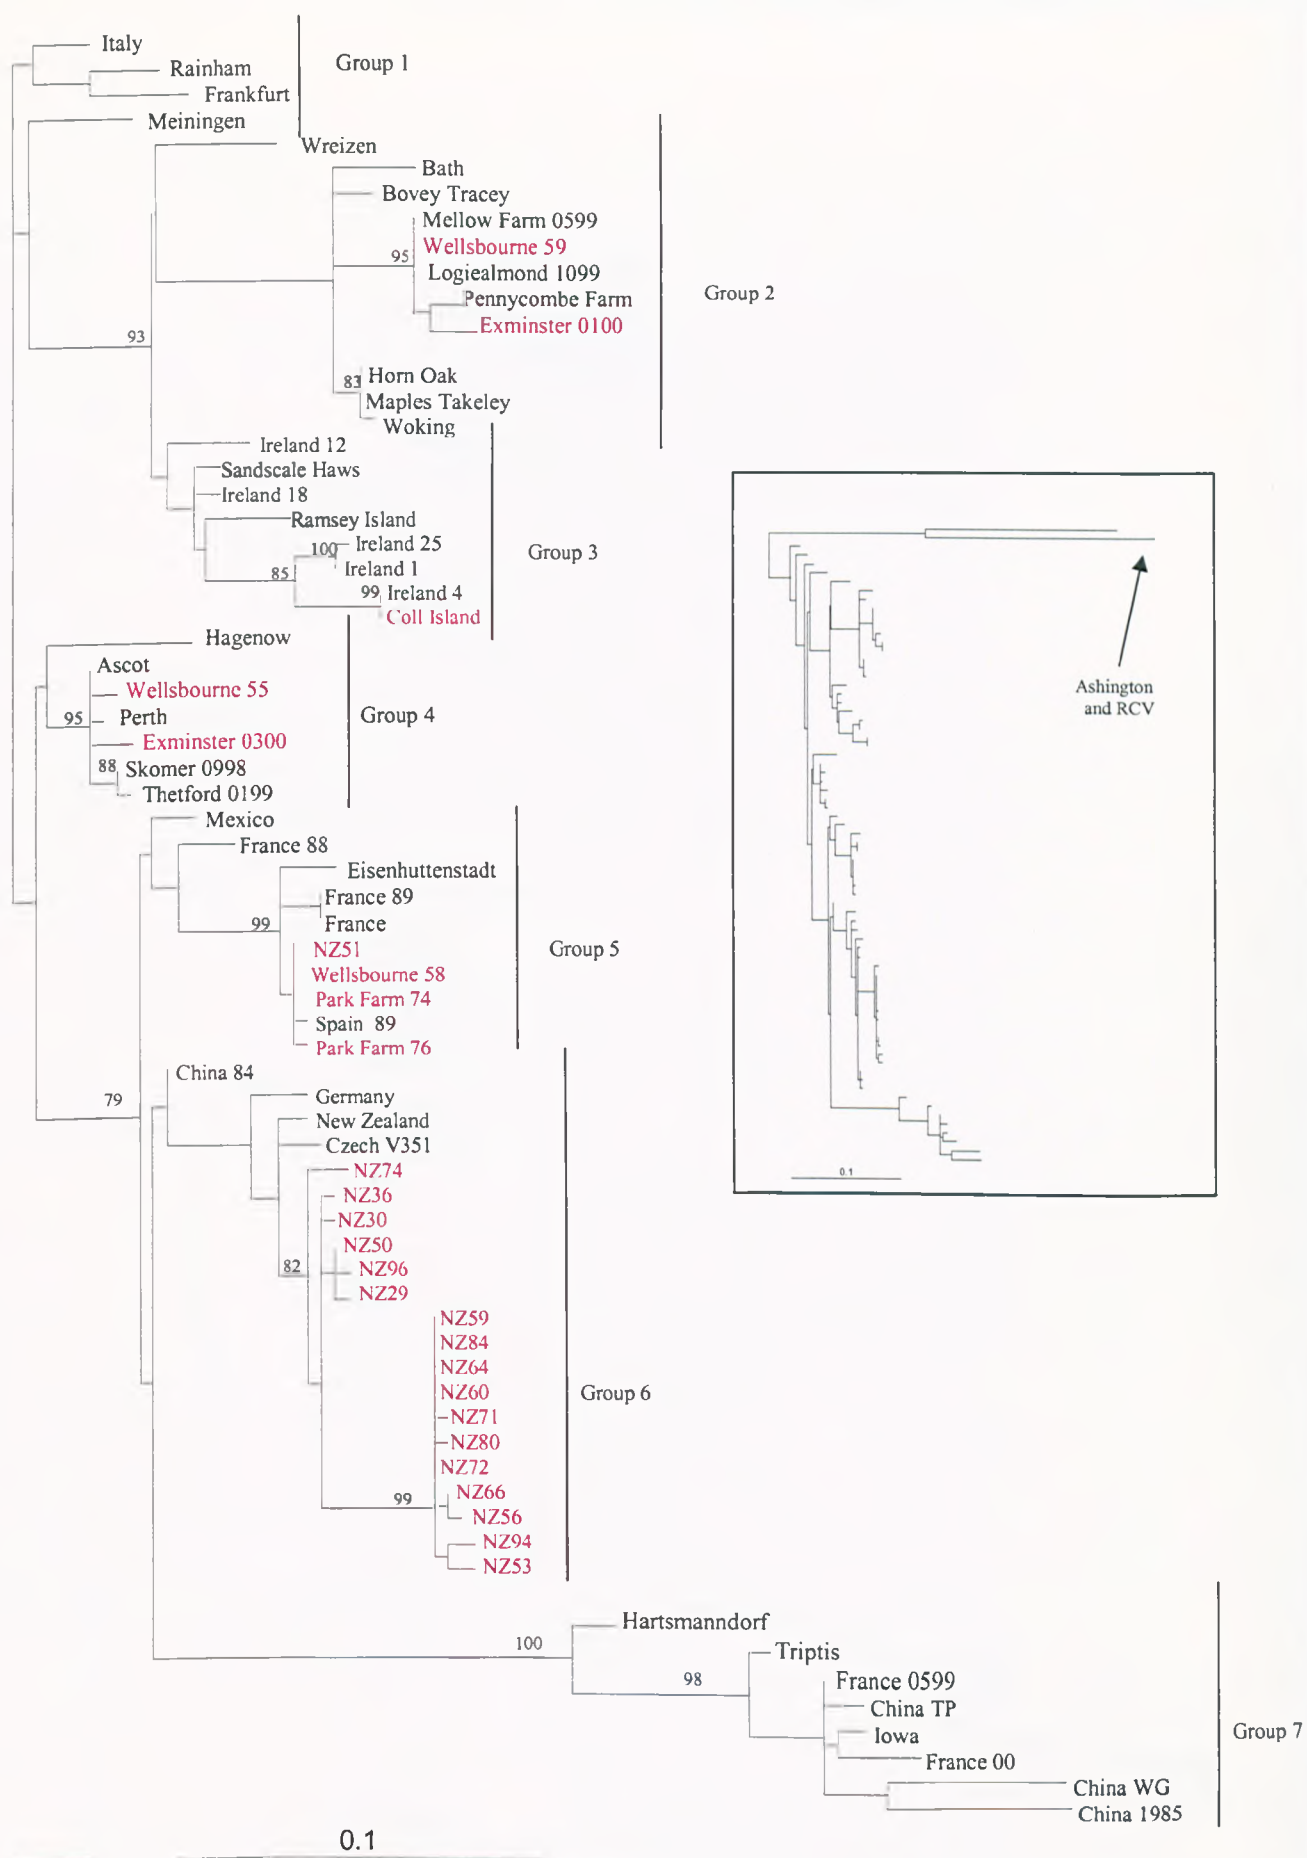 Italy
Rainham
Frankfurt
Group 1
Meiningen
Wreizen
Bath
Bovey Tracey
Mellow Farm 0599
95
Wellsbourne 59
Logiealmond 1099
Pennycombe Farm
Exminster 0100
Group 2
93
83
Horn Oak
Maples Takeley
Woking
Ireland 12
Sandscale Haws
Ireland 18
Ramsey Island
100
Ireland 25
Ireland 1
85
99
Ireland 4
Coll Island
Group 3
Hagenow
Ascot
Wellsbourne 55
95
Perth
Exminster 0300
88
Skomer 0998
Thetford 0199
Group 4
Mexico
France 88
Eisenhuttenstadt
France 89
99
France
NZ51
Wellsbourne 58
Park Farm 74
Spain 89
Park Farm 76
Group 5
79
China 84
Germany
New Zealand
Czech V351
NZ74
NZ36
NZ30
NZ50
82
NZ96
NZ29
NZ59
NZ84
NZ64
NZ60
NZ71
NZ80
NZ72
99
NZ66
NZ56
NZ94
NZ53
Group 6
100
Hartsmanndorf
98
Triptis
France 0599
China TP
Iowa
France 00
China WG
China 1985
Group 7
0.1
Ashington
and RCV
0.1